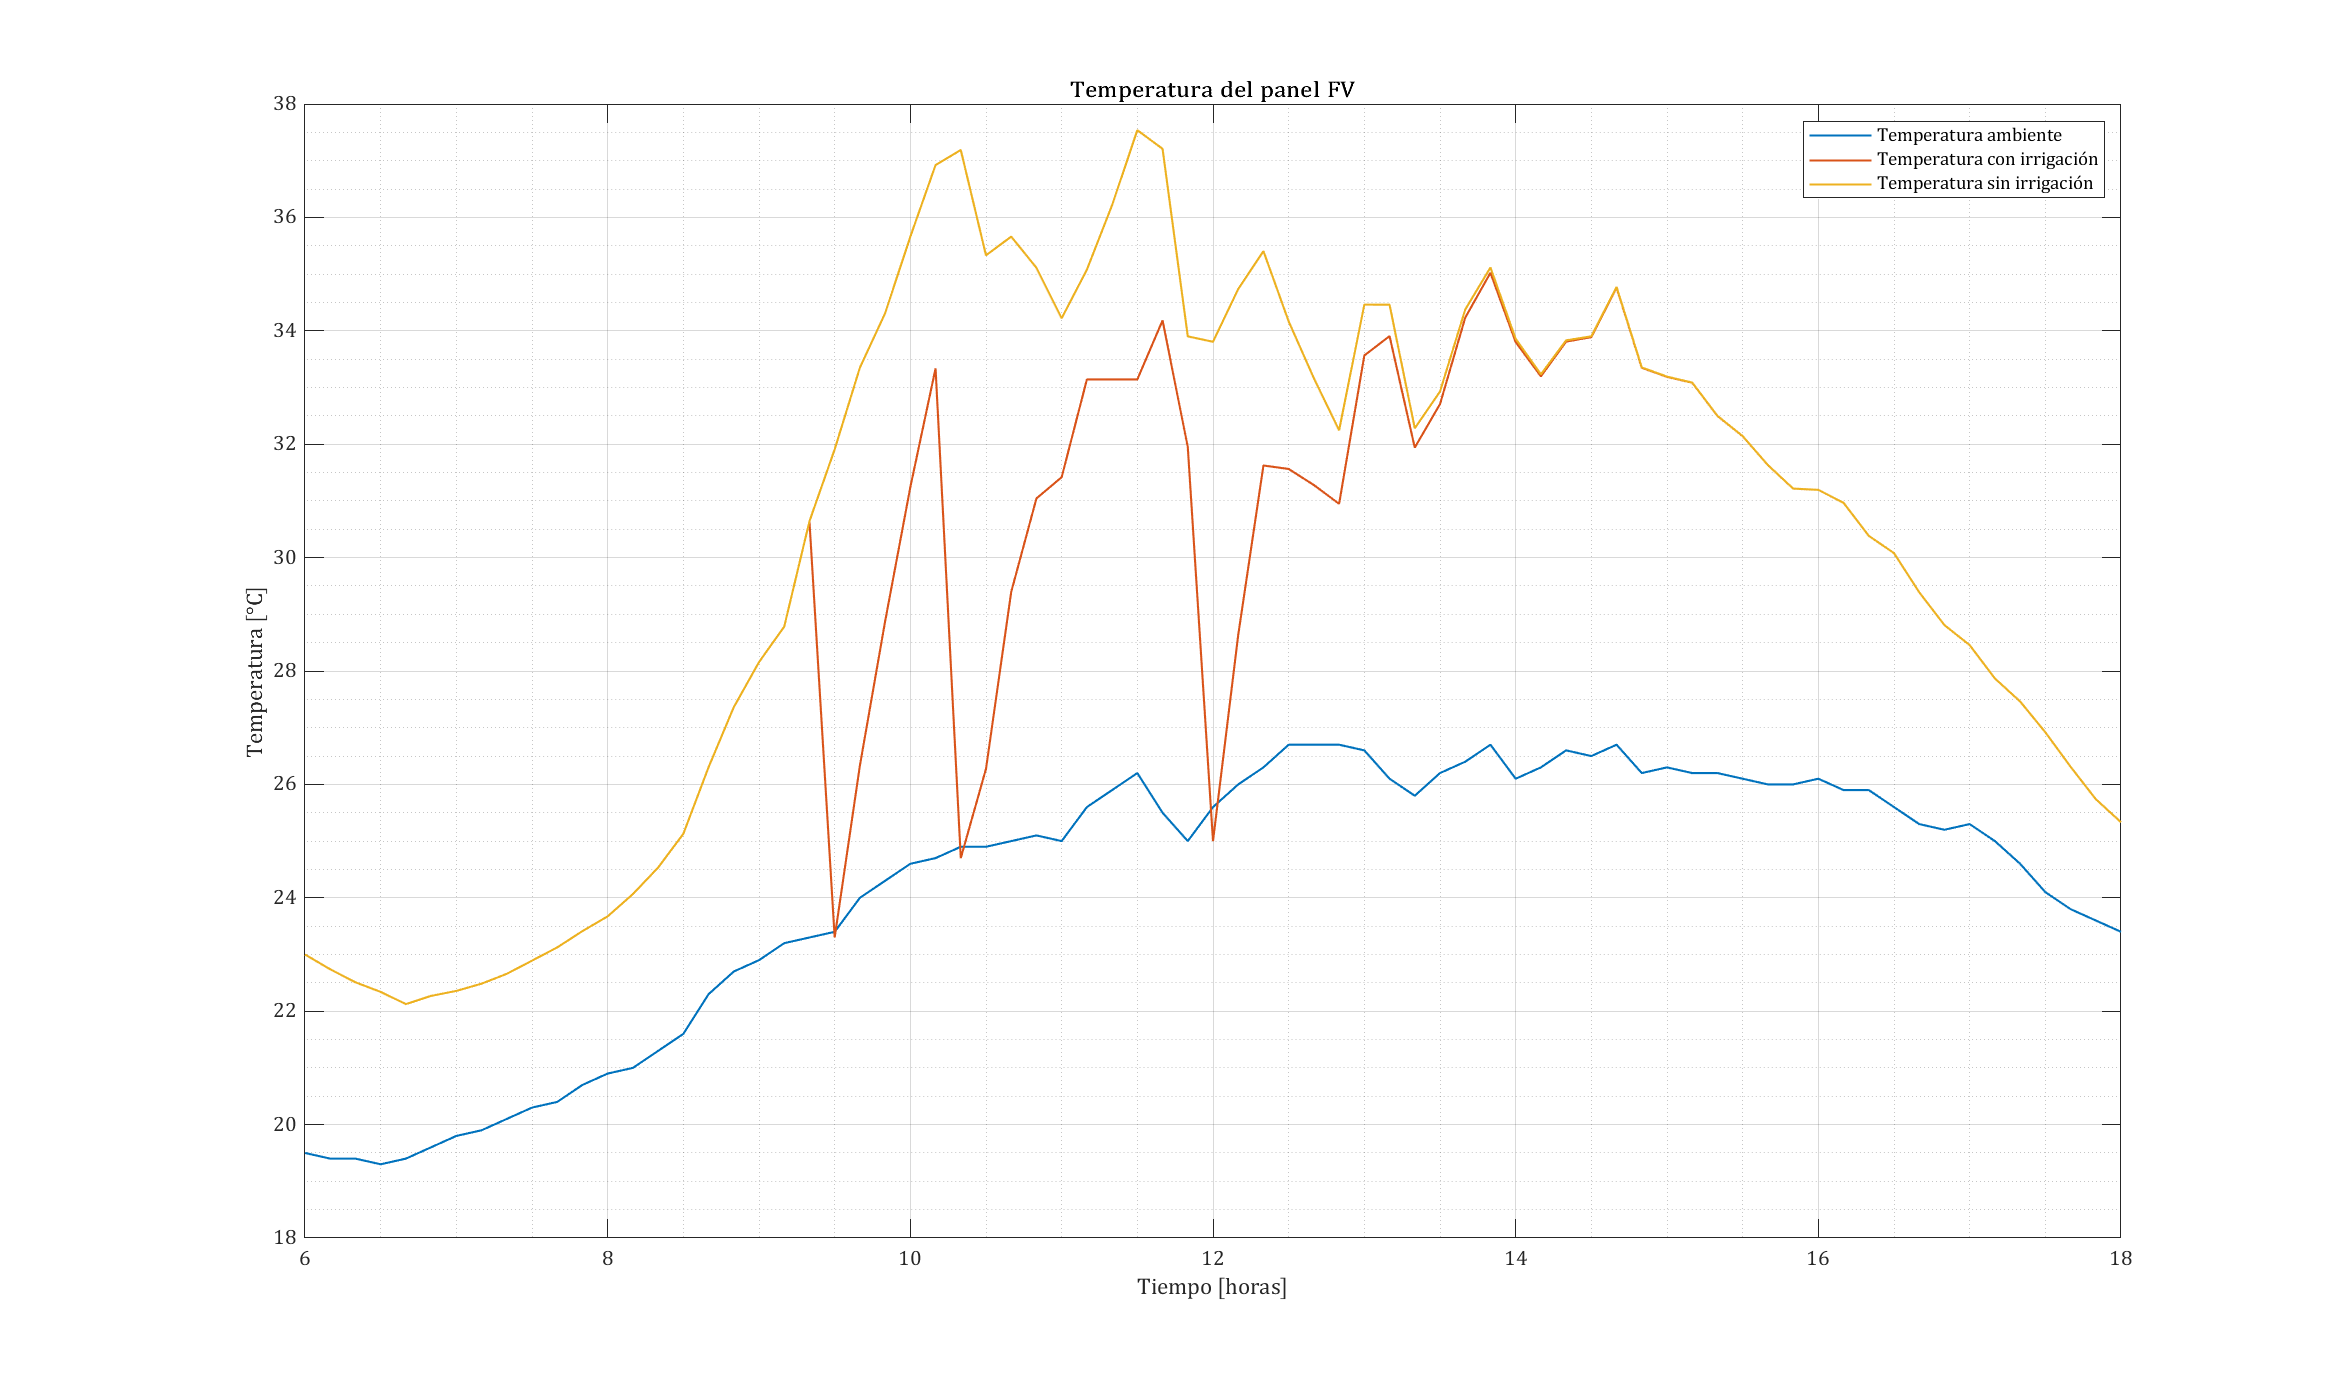 Temperatura del panel FV
38
36
34
32
30
28
26
24
22
20
18
Temperatura [°C]
Temperatura ambiente
Temperatura con irrigación
Temperatura sin irrigación
6 8 10 12 14 16 18
Tiempo [horas]